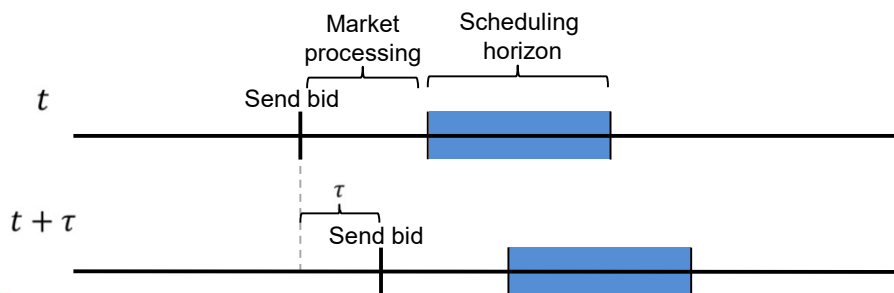 Market
processing
Scheduling
horizon
t
Send bid
τ
t + τ
Send bid